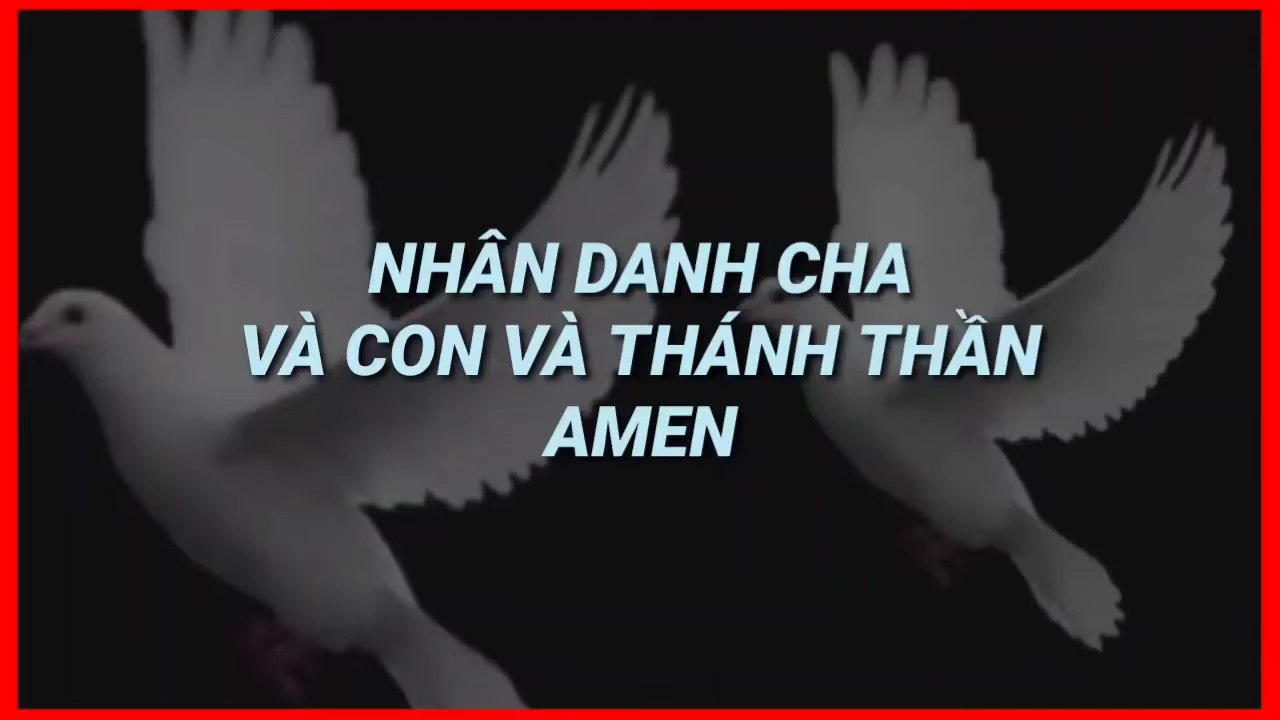 NHÂN DANH CHA
VÀ CON VÀ THÁNH THẦN
AMEN